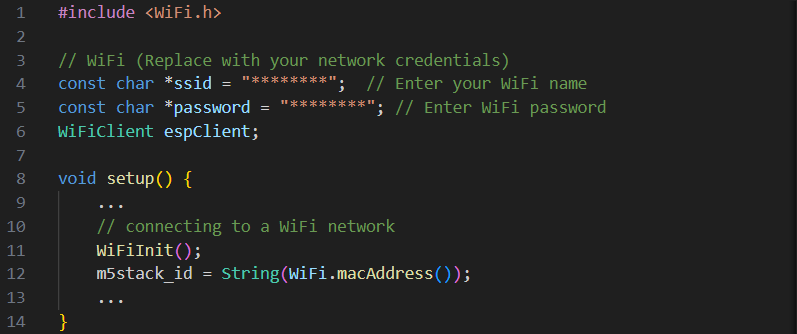 1 #include <WiFi.h>
2
3 // WiFi (Replace with your network credentials)
4 const char *ssid = "********";  // Enter your WiFi name
5 const char *password = "********"; // Enter WiFi password
6 WiFiClient espClient;
7
8 void setup() {
9     ...
10     // connecting to a WiFi network
11     WiFiInit();
12     m5stack_id = String(WiFi.macAddress());
13     ...
14 }